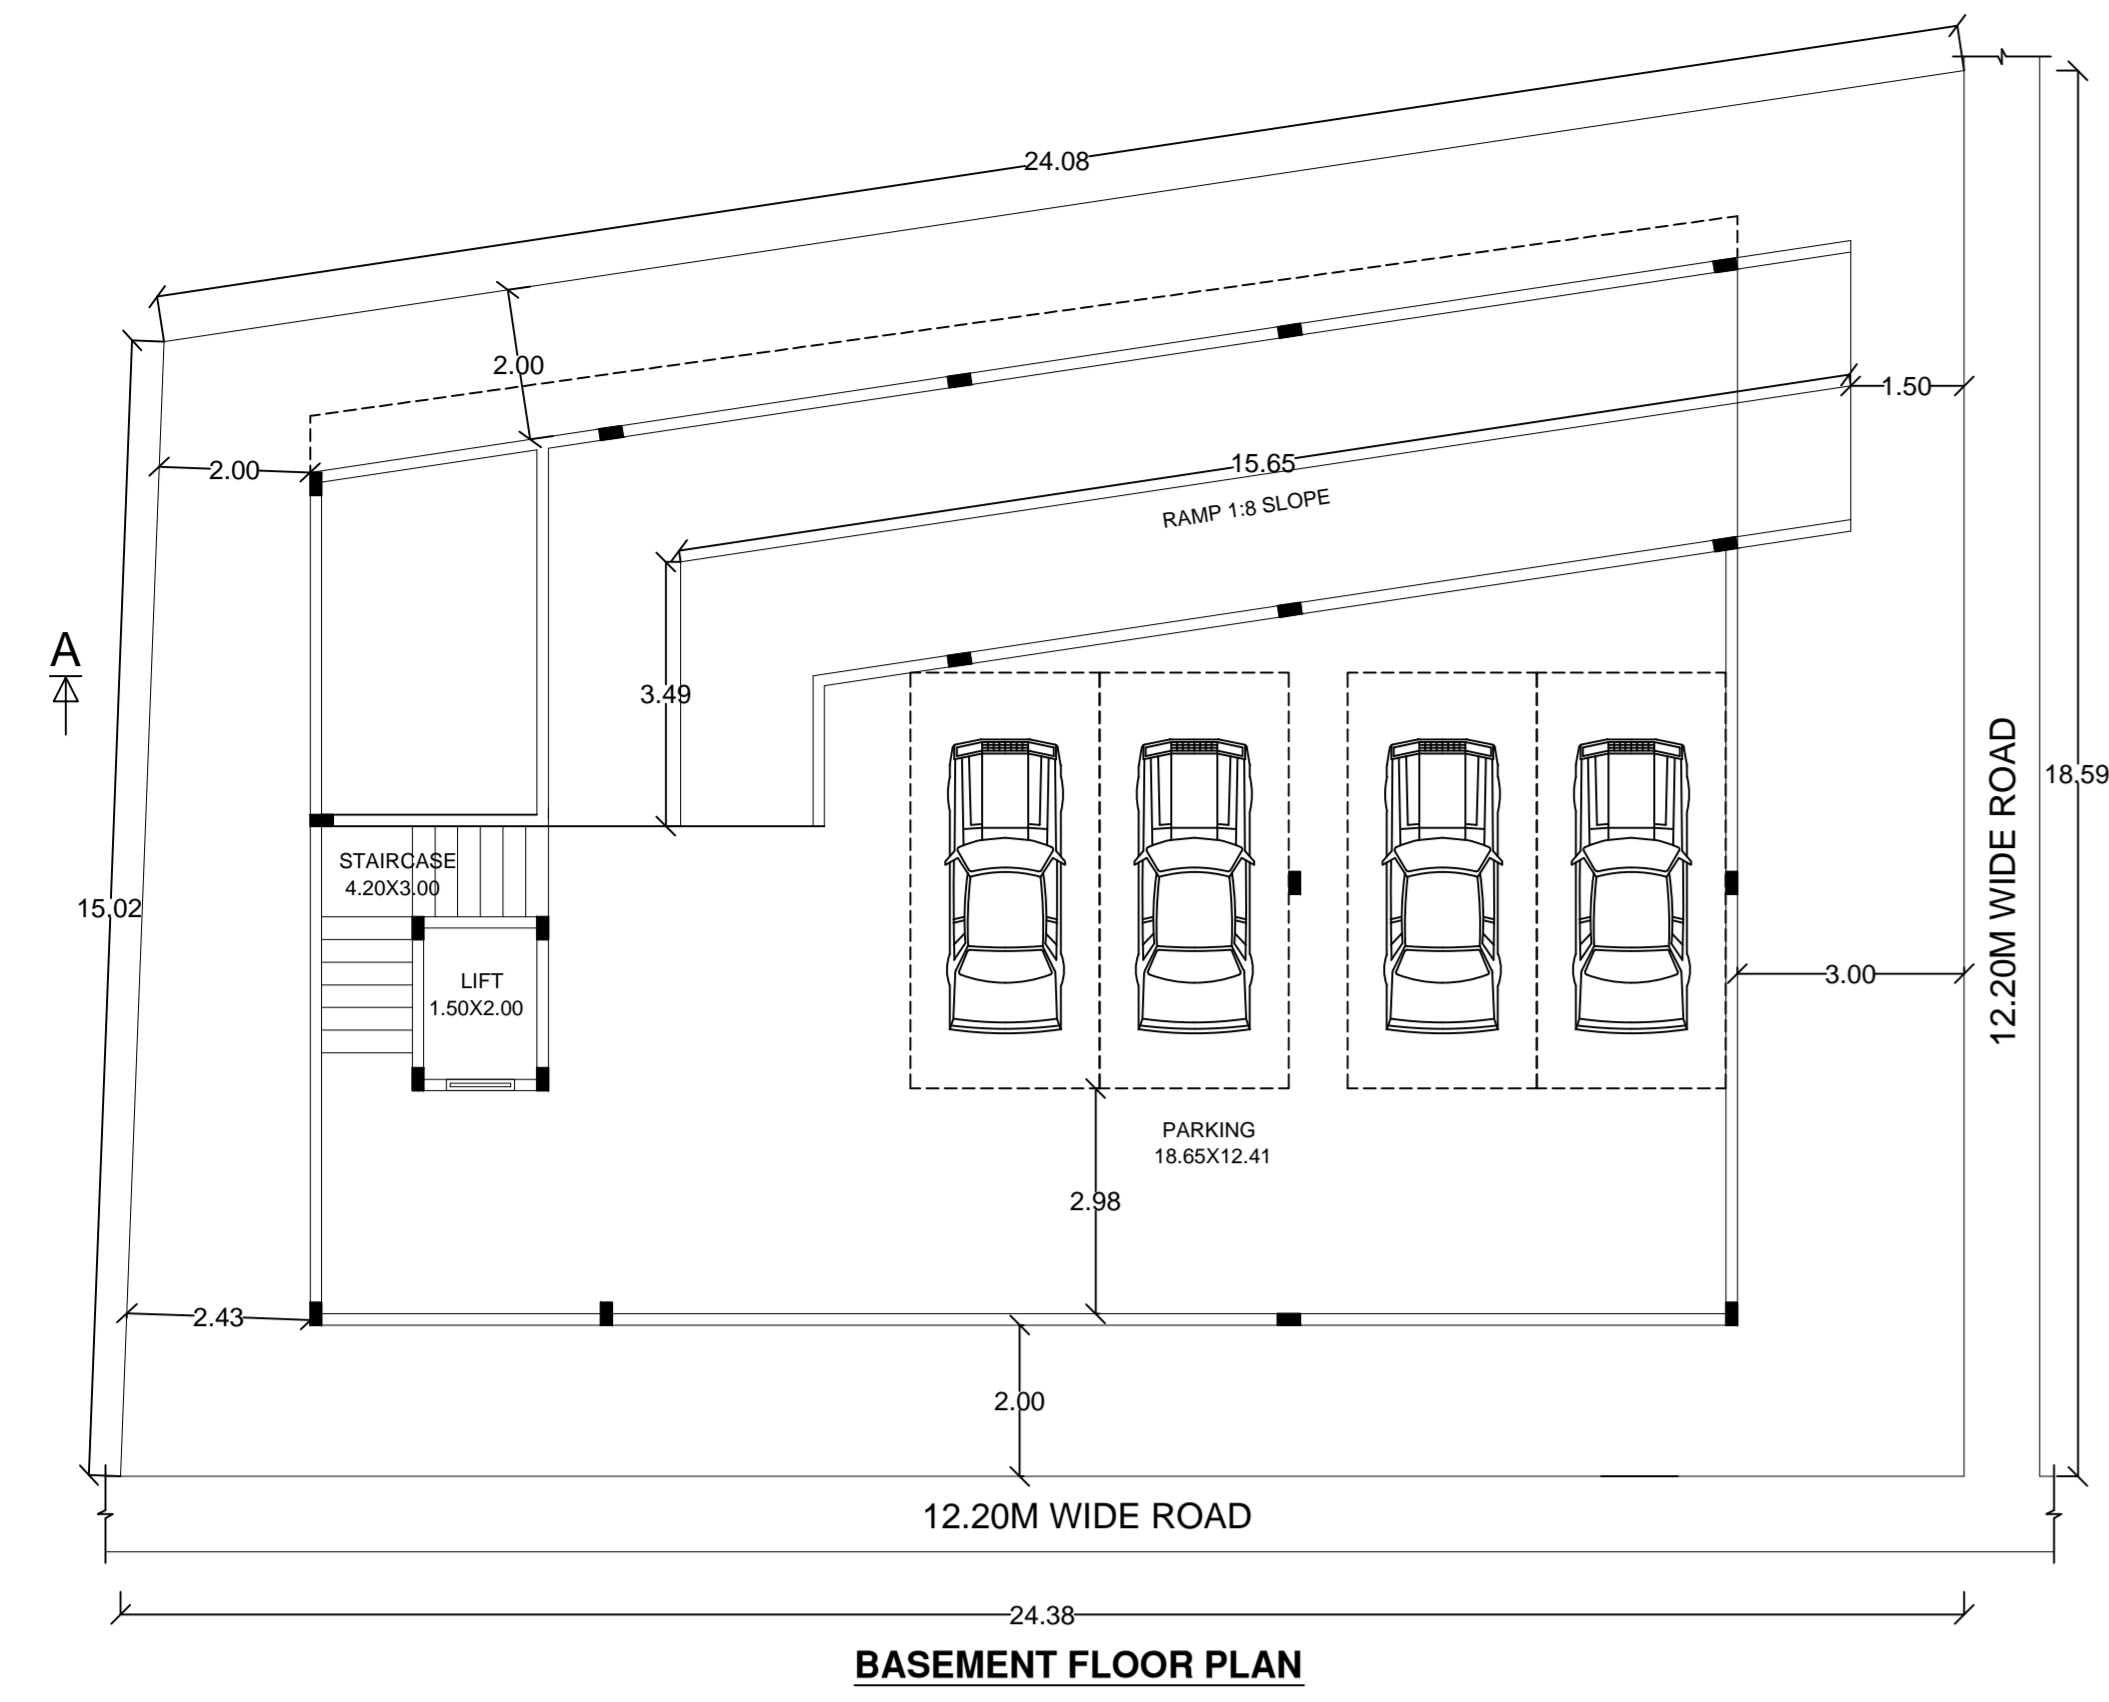 24.08
2.00
1.50
2.00
15.65
RAMP 1:8 SLOPE
A
3.49
12.20M WIDE ROAD
18.59
STAIRCASE
4.20X3.00
15.02
LIFT
1.50X2.00
3.00
PARKING
18.65X12.41
2.98
2.43
2.00
12.20M WIDE ROAD
24.38
BASEMENT FLOOR PLAN